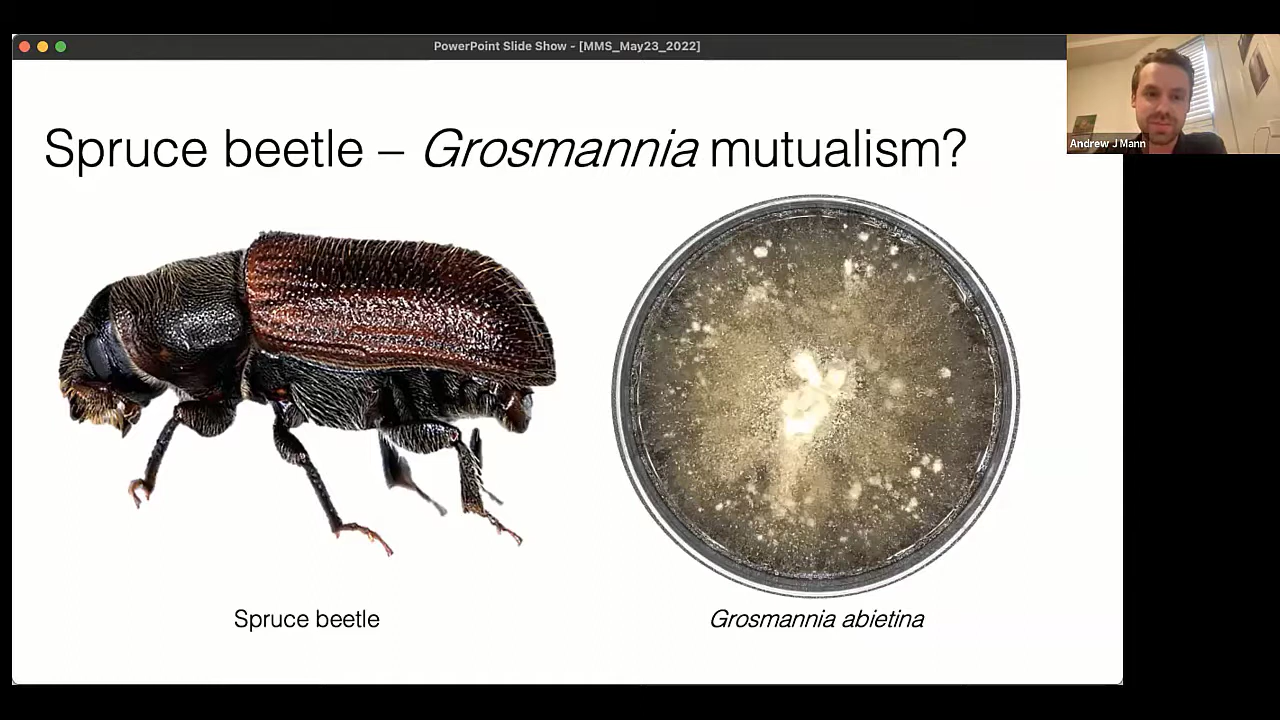 PowerPoint Slide Show - [MMS_May23_2022]
Spruce beetle – Grosmannia mutualism?
Andrew J Mann
Spruce beetle
Grosmannia abietina